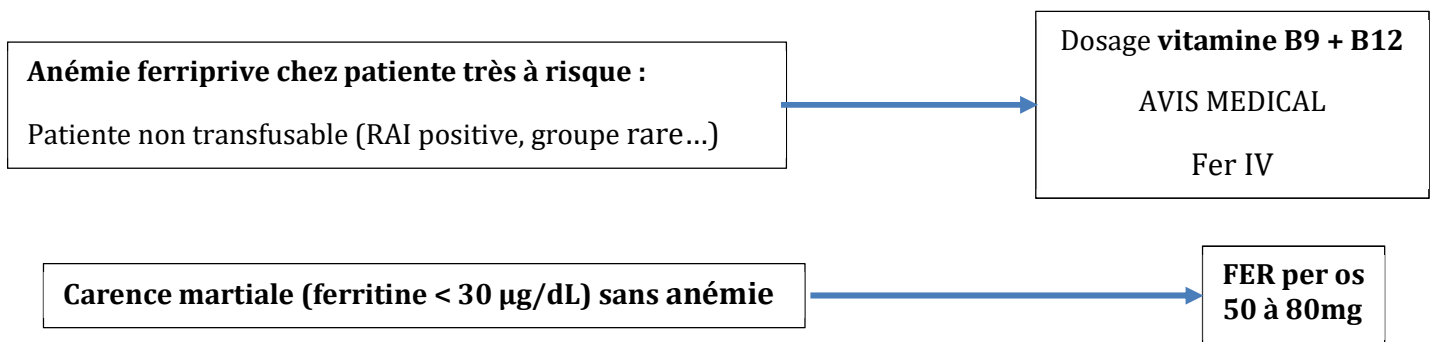 Anémie ferriprive chez patiente très à risque :
Patiente non transfusable (RAI positive, groupe rare…)
Dosage vitamine B9 + B12
AVIS MEDICAL
Fer IV
Carence martiale (ferritine < 30 µg/dL) sans anémie
FER per os
50 à 80mg